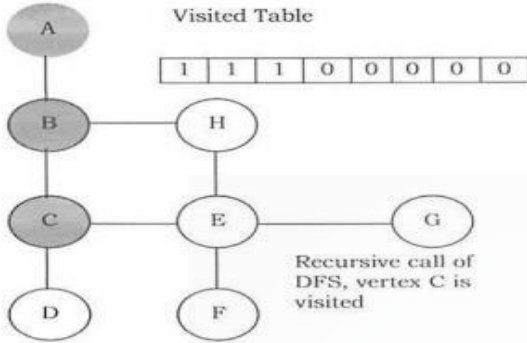 Visited Table
A
1 1 1 0 0 0 0 0
B H
C E G
Recursive call of
DFS, vertex C is
visited
D F